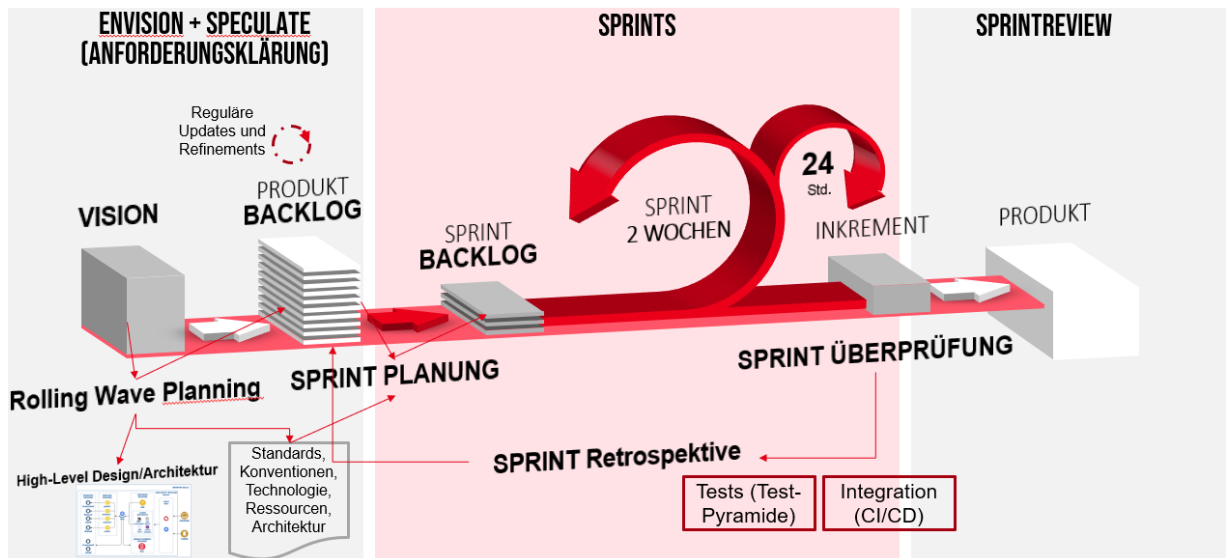 ENVISION + SPECULATE
(ANFORDERUNGSKLÄRUNG)
SPRINTS
SPRINTREVIEW
Reguläre
Updates und
Refinements
VISION
PRODUKT
BACKLOG
SPRINT
BACKLOG
SPRINT
2 WOCHEN
24
Std.
INKREMENT
PRODUKT
Rolling Wave Planning
SPRINT PLANUNG
SPRINT ÜBERPRÜFUNG
High-Level Design/Architektur
Standards,
Konventionen,
Technologie,
Ressourcen,
Architektur
SPRINT Retrospektive
Tests (Test-
Pyramide)
Integration
(CI/CD)